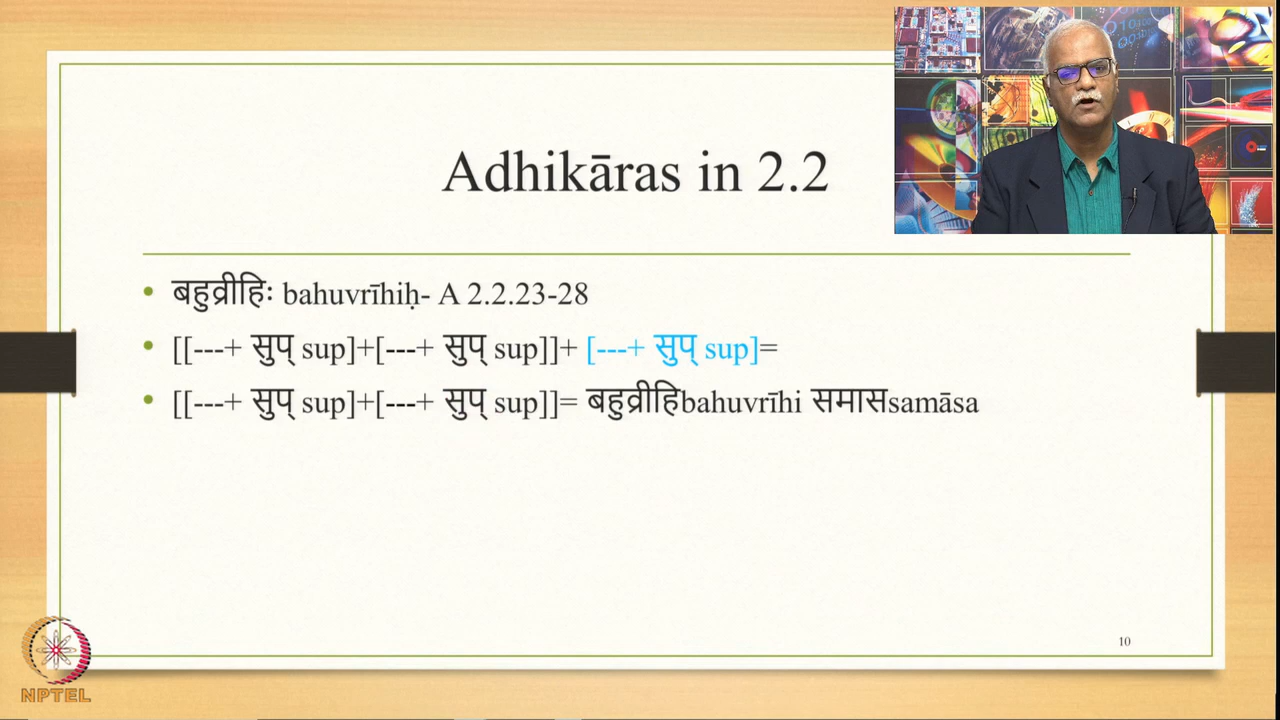 Adhikāras in 2.2
बहुव्रीहिः bahuvrīhiḥ- A 2.2.23-28
[[---+ सुप् sup]+[---+ सुप् sup]]+ [---+ सुप् sup]=
[[---+ सुप् sup]+[---+ सुप् sup]]= बहुव्रीहिbahuvrīhi समासsamāsa
10
NPTEL